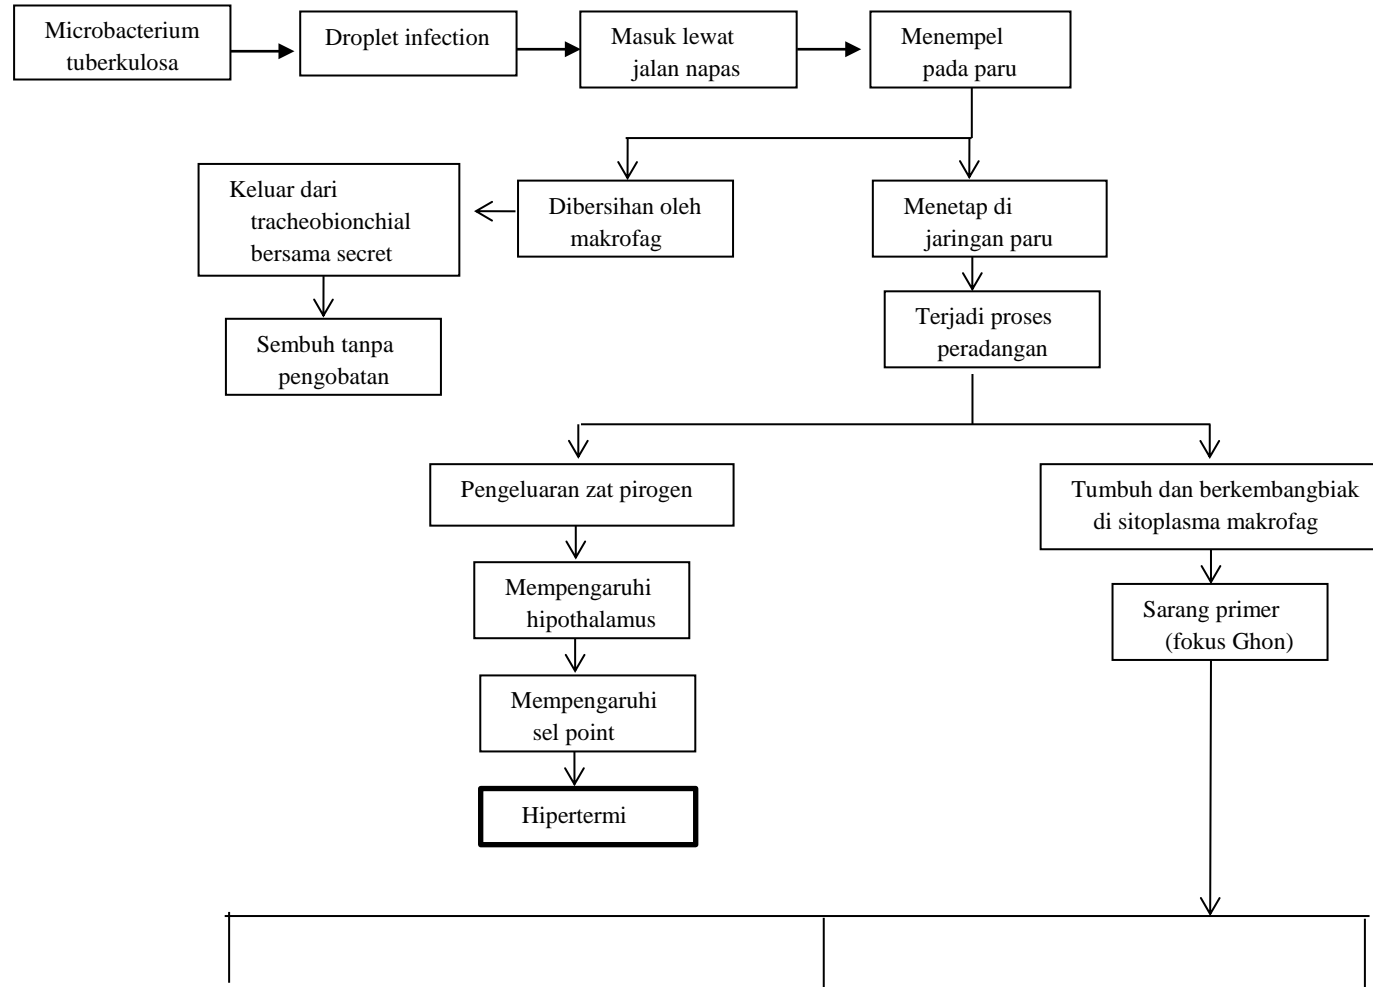 Microbacterium
tuberkulosa
Droplet infection
Masuk lewat
jalan napas
Menempel
pada paru
Keluar dari
tracheobionchial
bersama secret
Dibersihan oleh
makrofag
Menetap di
jaringan paru
Sembuh tanpa
pengobatan
Terjadi proses
peradangan
Pengeluaran zat pirogen
Tumbuh dan berkembangbiak
di sitoplasma makrofag
Mempengaruhi
hipothalamus
Sarang primer
(fokus Ghon)
Mempengaruhi
sel point
Hipertermi